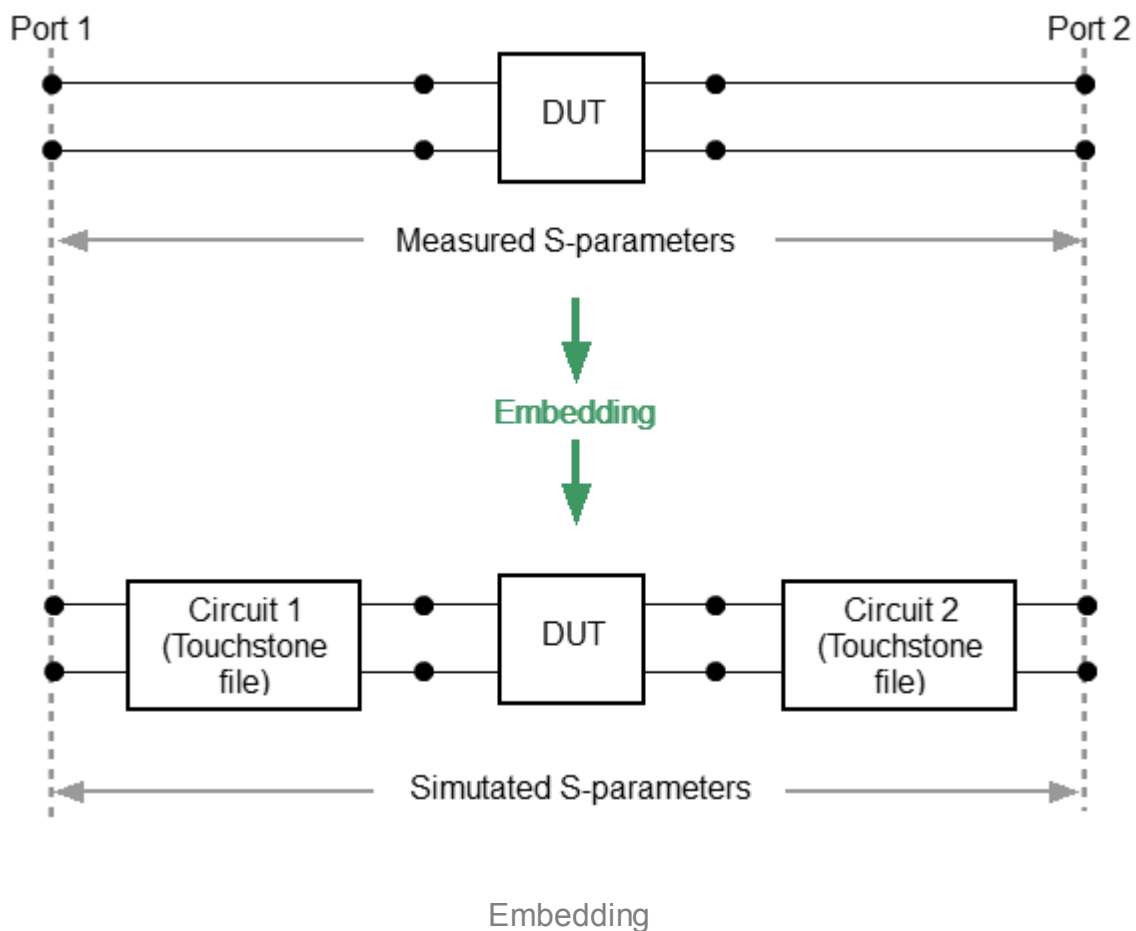 Port 1
Port 2
DUT
Measured S-parameters
Embedding
Circuit 1
(Touchstone
file)
DUT
Circuit 2
(Touchstone
file)
Simutated S-parameters
Embedding